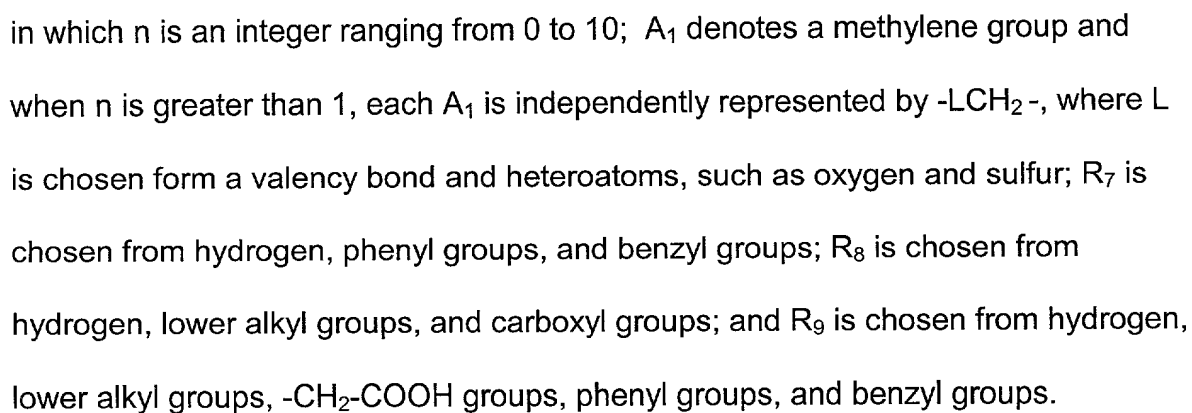 in which n is an integer ranging from 0 to 10; A₁ denotes a methylene group and
when n is greater than 1, each A₁ is independently represented by -LCH₂-, where L
is chosen form a valency bond and heteroatoms, such as oxygen and sulfur; R₇ is
chosen from hydrogen, phenyl groups, and benzyl groups; R₈ is chosen from
hydrogen, lower alkyl groups, and carboxyl groups; and R₉ is chosen from hydrogen,
lower alkyl groups, -CH₂-COOH groups, phenyl groups, and benzyl groups.